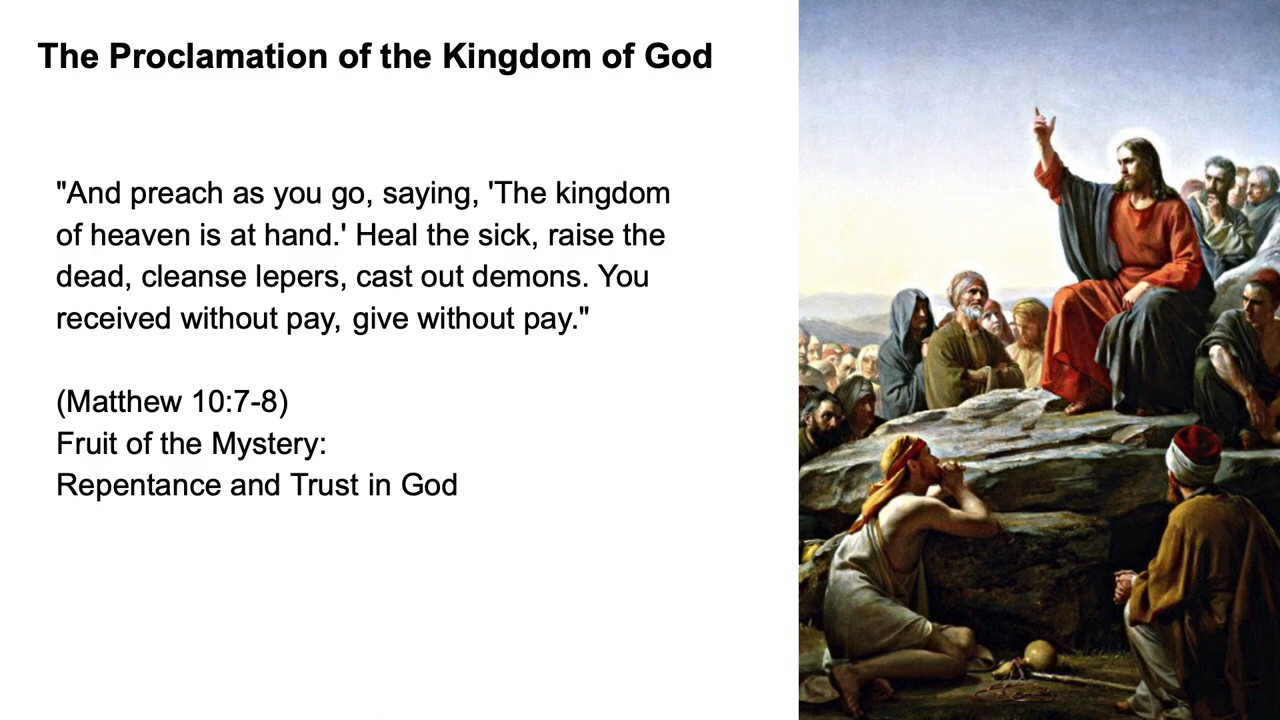 The Proclamation of the Kingdom of God
"And preach as you go, saying, 'The kingdom
of heaven is at hand.' Heal the sick, raise the
dead, cleanse lepers, cast out demons. You
received without pay, give without pay."
(Matthew 10:7-8)
Fruit of the Mystery:
Repentance and Trust in God